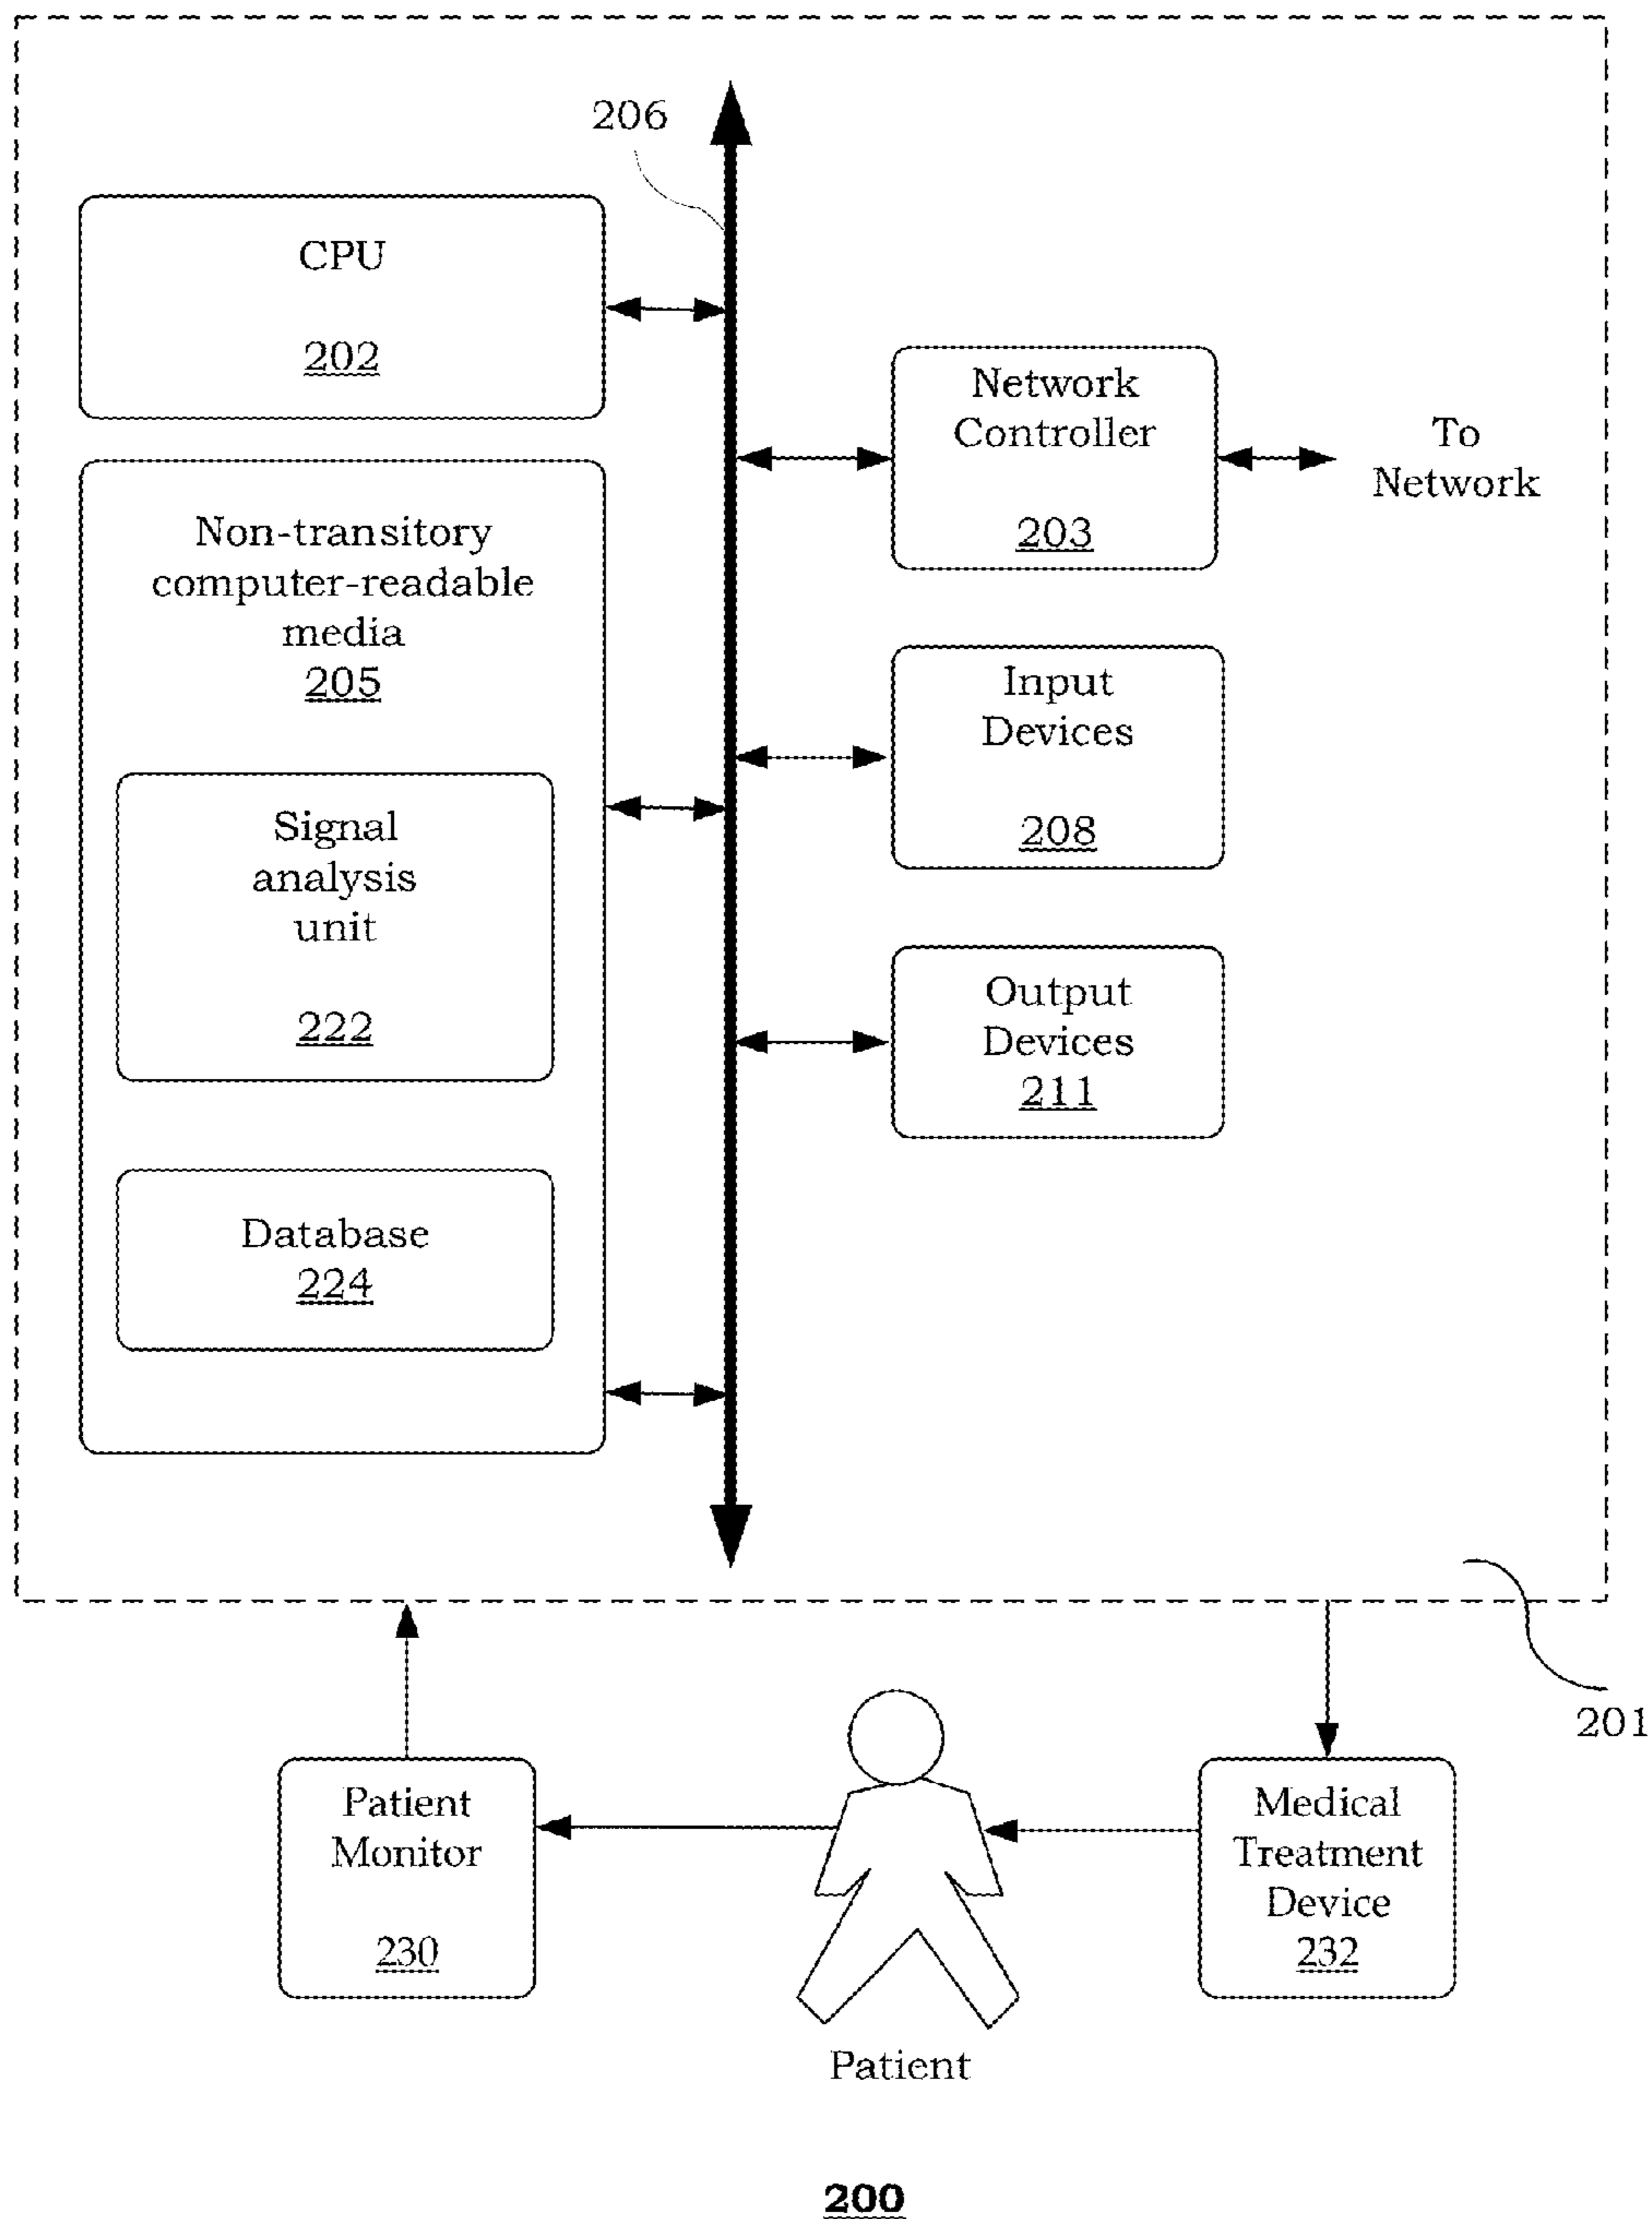 206
CPU
202
Network
Controller
203
To
Network
Non-transitory
computer-readable
media
205
Input
Devices
208
Signal
analysis
unit
222
Output
Devices
211
Database
224
201
Patient
Monitor
230
Medical
Treatment
Device
232
Patient
200